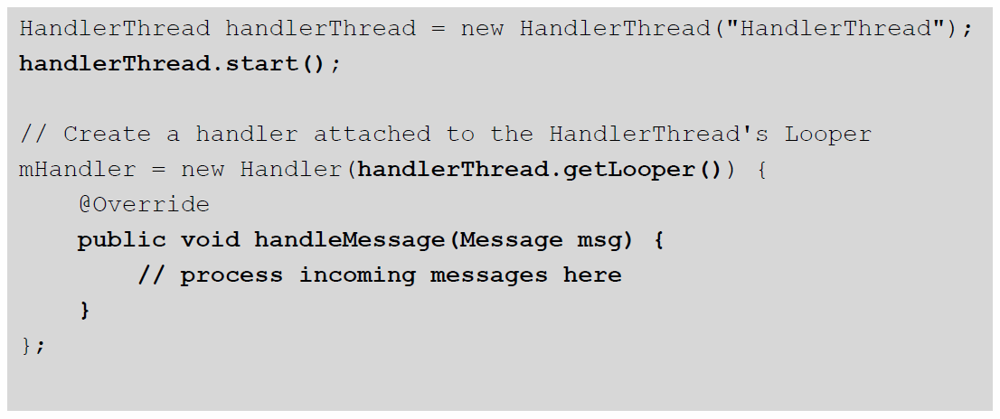 HandlerThread handlerThread = new HandlerThread("HandlerThread");
handlerThread.start();
// Create a handler attached to the HandlerThread's Looper
mHandler = new Handler(handlerThread.getLooper()) {
@Override
public void handleMessage(Message msg) {
// process incoming messages here
}
};